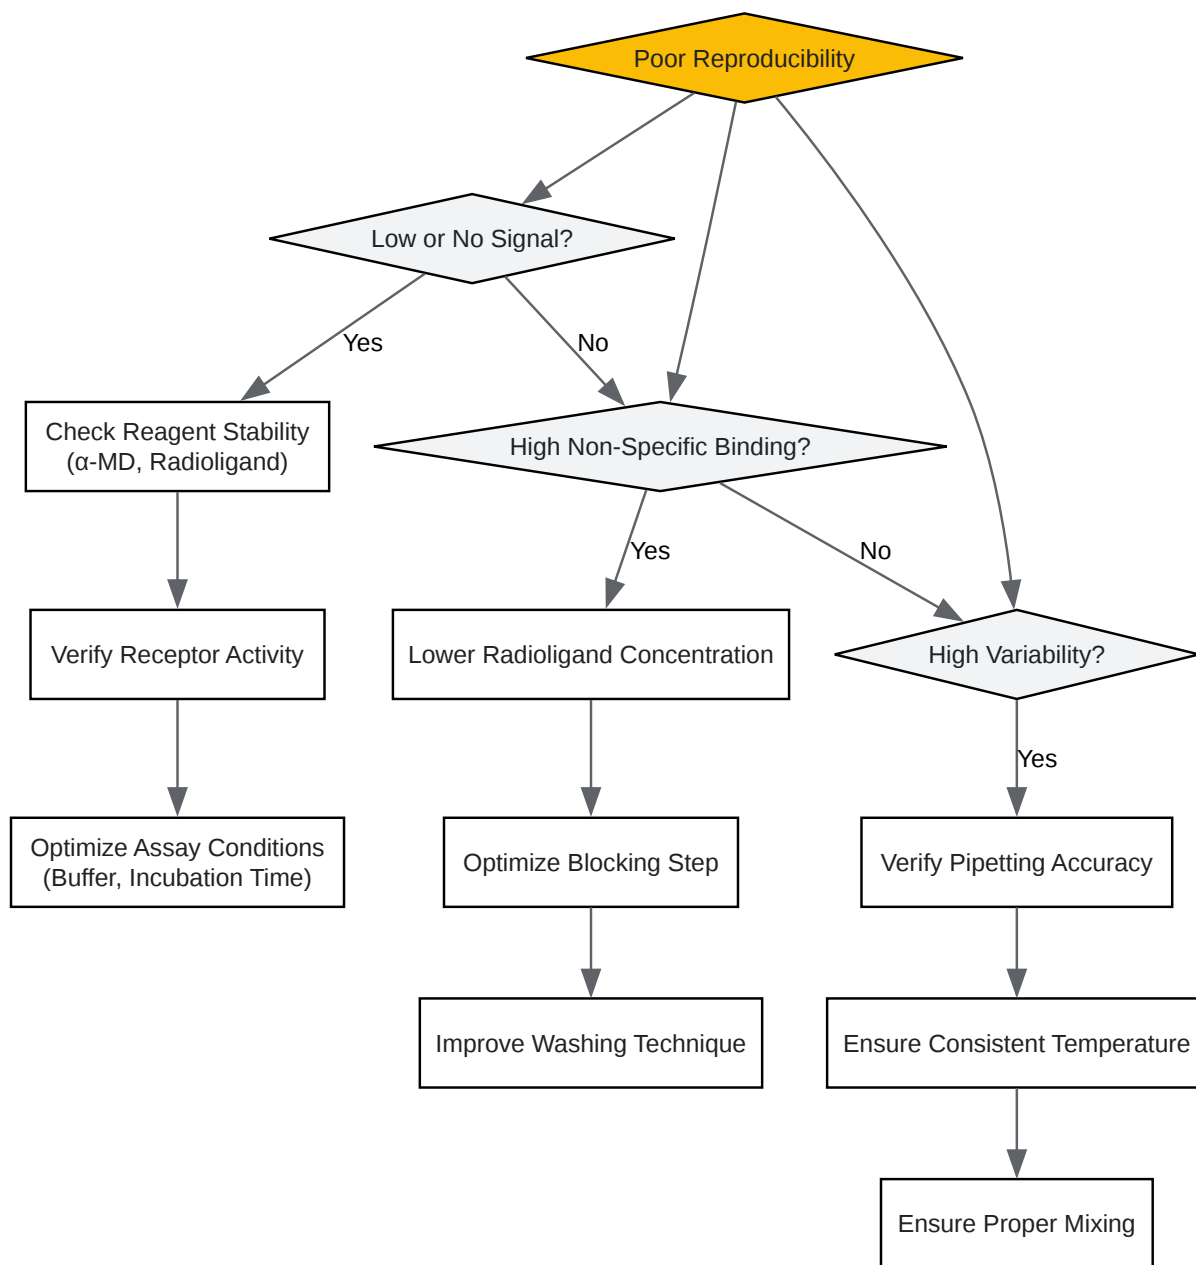 Poor Reproducibility
Low or No Signal?
Yes
No
Check Reagent Stability
(α-MD, Radioligand)
High Non-Specific Binding?
Yes
No
Verify Receptor Activity
Lower Radioligand Concentration
High Variability?
Yes
Optimize Assay Conditions
(Buffer, Incubation Time)
Optimize Blocking Step
Verify Pipetting Accuracy
Improve Washing Technique
Ensure Consistent Temperature
Ensure Proper Mixing